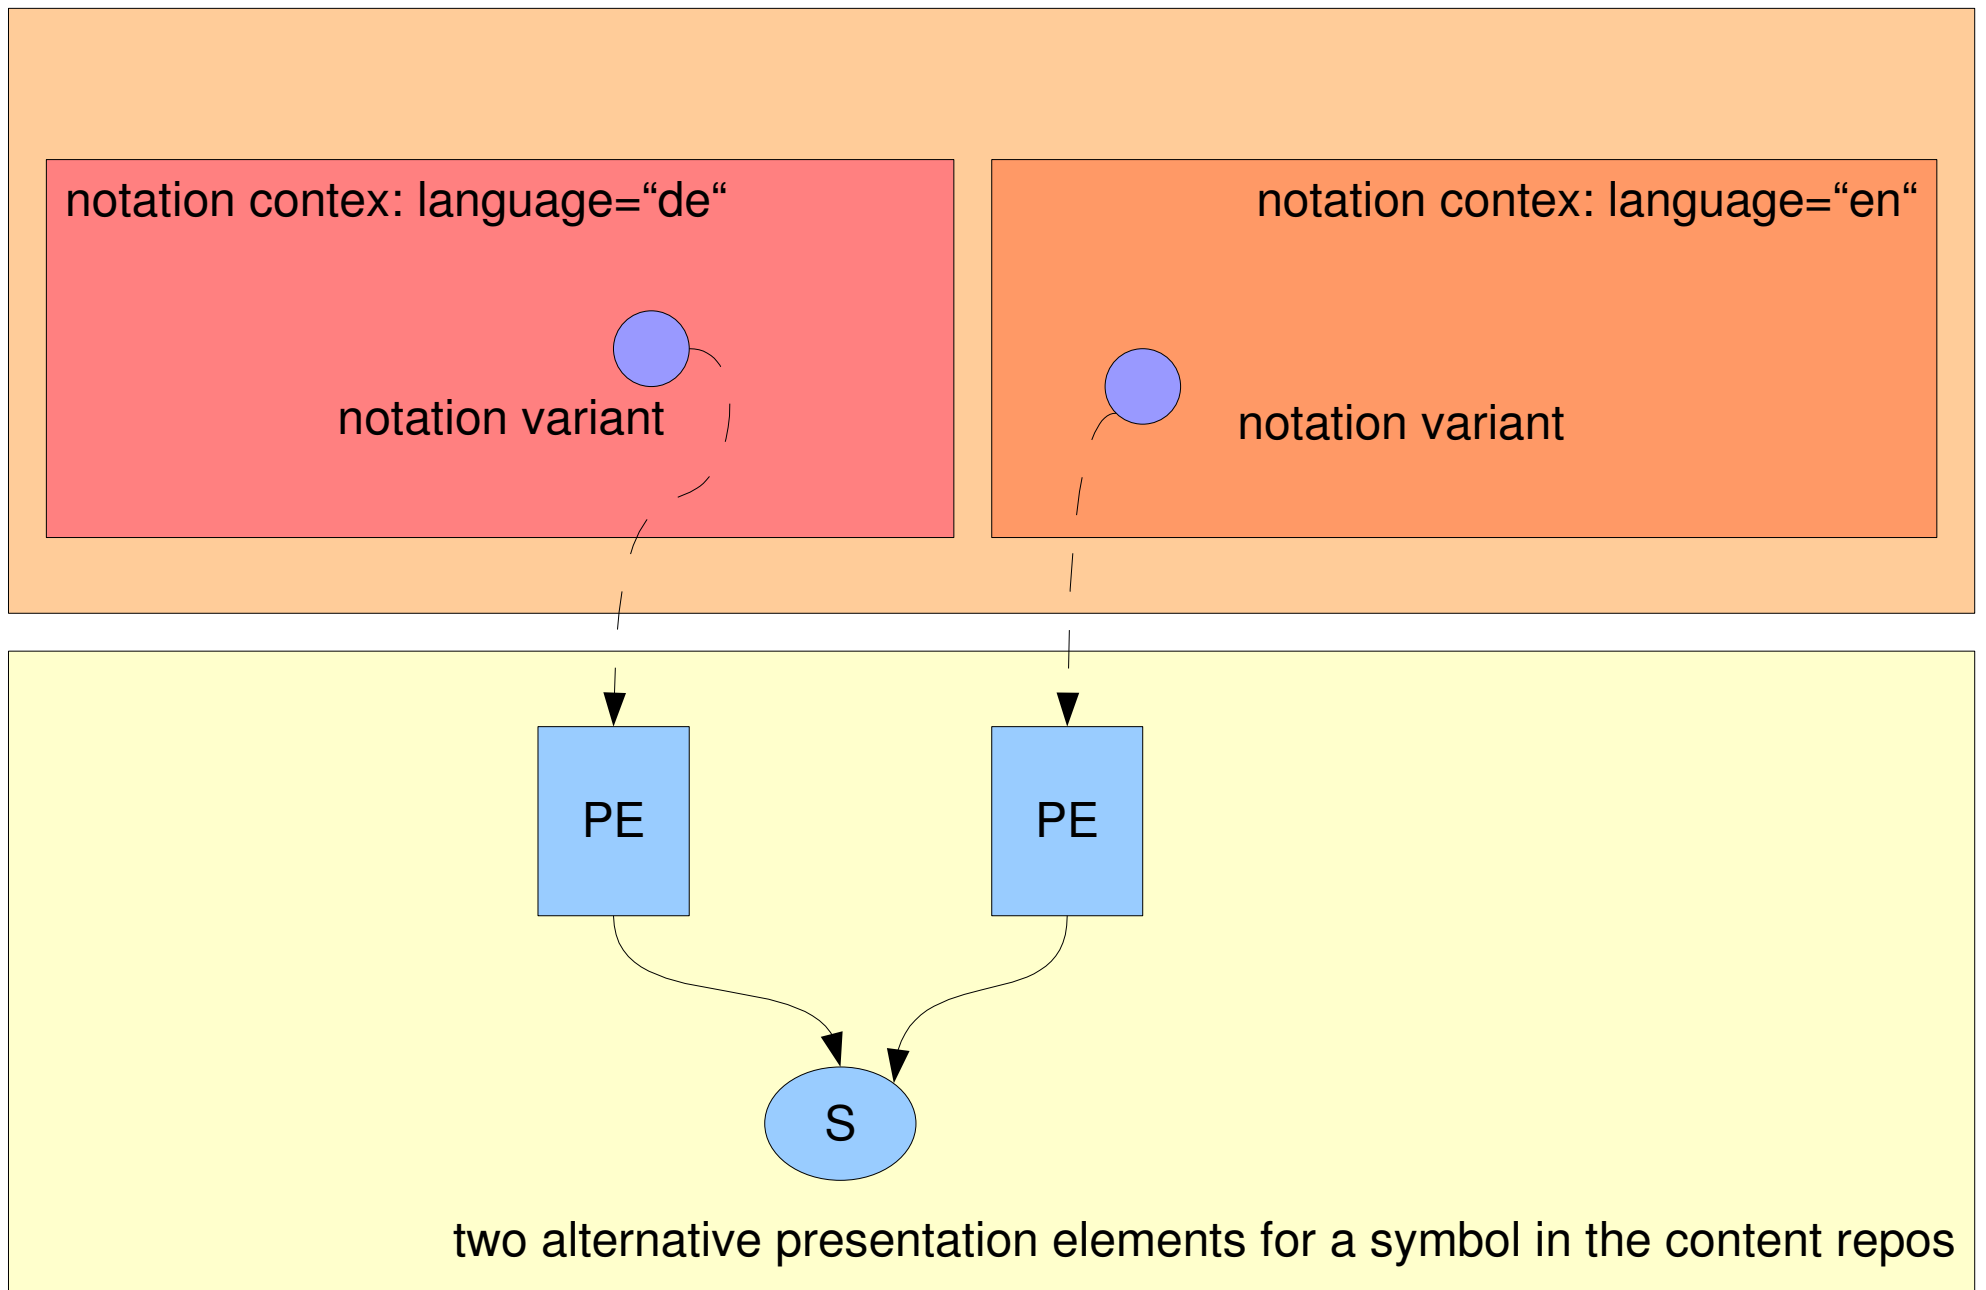 notation contex: language=“de“
notation contex: language=“en“
notation variant
notation variant
PE
PE
S
two alternative presentation elements for a symbol in the content repos